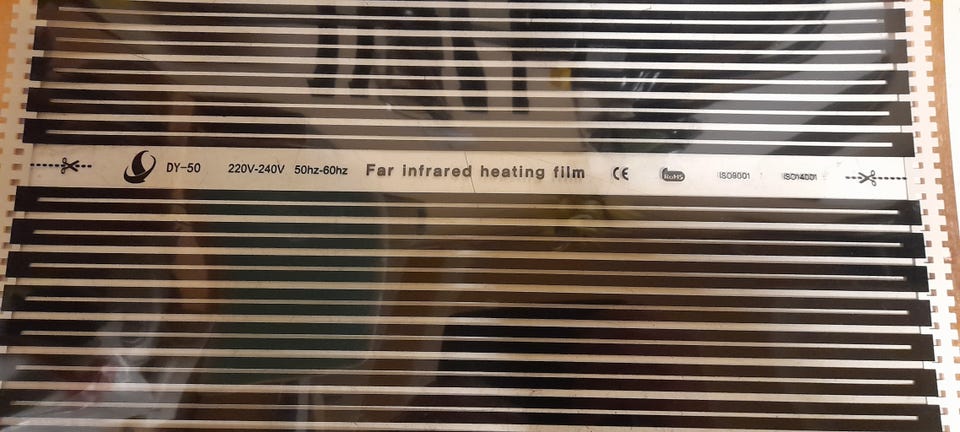 DY-50 220V-240V 50hz-60hz Far infrared heating film CE RoHS ISO9001 ISO14001